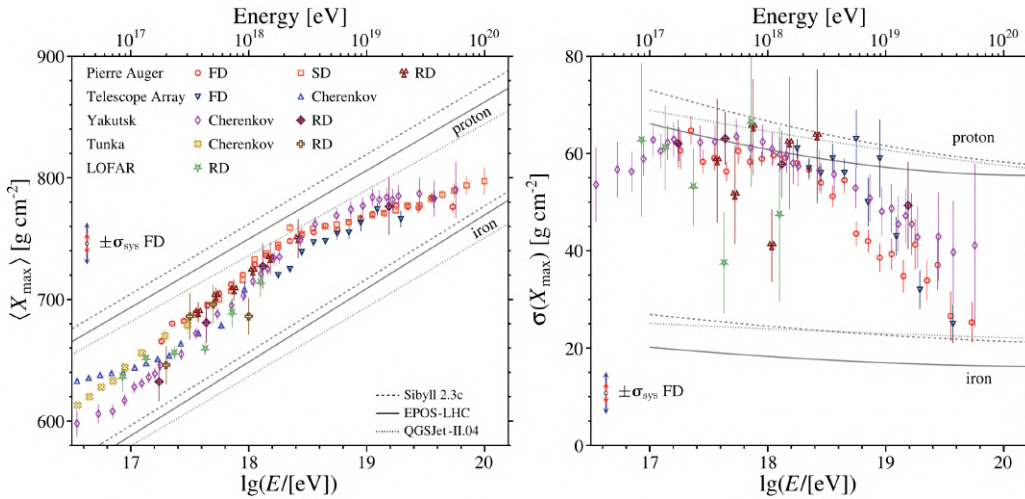 Energy [eV]
10^17 10^18 10^19 10^20
900
800
700
600
⟨X_max⟩ [g cm^-2]
Pierre Auger FD SD RD
Telescope Array FD Cherenkov
Yakutsk Cherenkov RD
Tunka Cherenkov RD
LOFAR RD
proton
iron
±σ_sys FD
Sibyll 2.3c
EPOS-LHC
QGSJet-II.04
17 18 19 20
lg(E/[eV])
Energy [eV]
10^17 10^18 10^19 10^20
80
60
40
20
0
σ(X_max) [g cm^-2]
proton
iron
±σ_sys FD
17 18 19 20
lg(E/[eV])